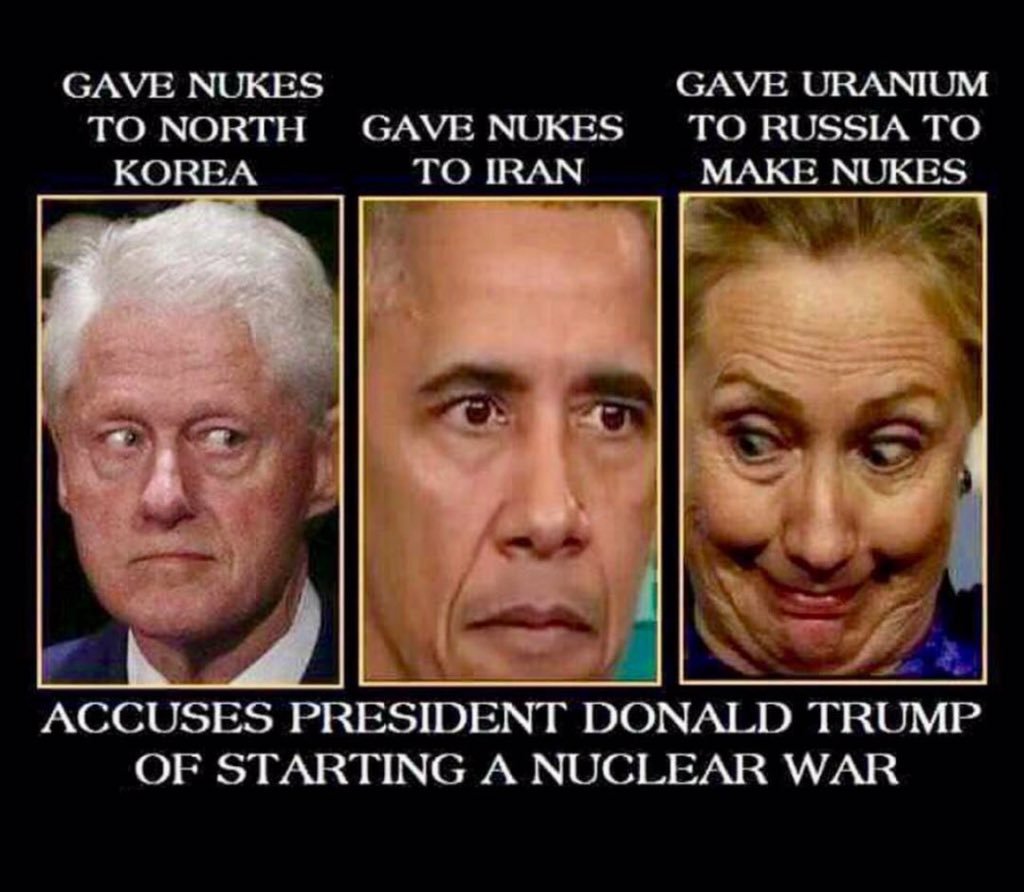 GAVE NUKES
TO NORTH
KOREA
GAVE NUKES
TO IRAN
GAVE URANIUM
TO RUSSIA TO
MAKE NUKES
ACCUSES PRESIDENT DONALD TRUMP
OF STARTING A NUCLEAR WAR